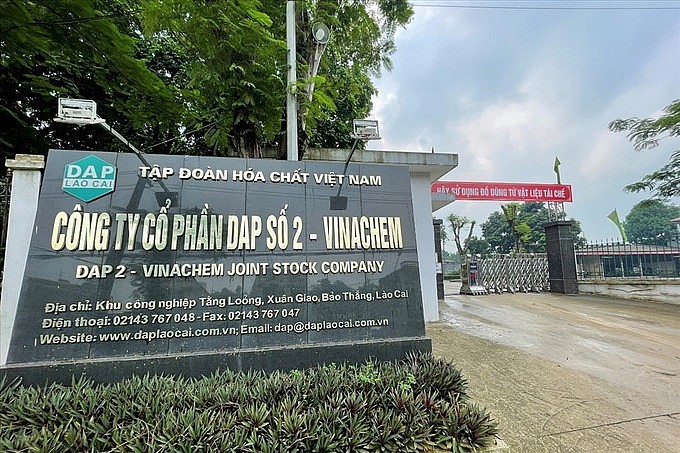 DAP
LAO CAI
TẬP ĐOÀN HÓA CHẤT VIỆT NAM
CÔNG TY CỔ PHẦN DAP SỐ 2 - VINACHEM
DAP 2 - VINACHEM JOINT STOCK COMPANY
Địa chỉ: Khu công nghiệp Tằng Loỏng, Xuân Giao, Bảo Thắng, Lào Cai
Điện thoại: 02143 767 048 - Fax: 02143 767 047
Website: www.daplaocai.com.vn; Email: dap@daplaocai.com.vn
HÃY SỬ DỤNG ĐỒ DÙNG TỪ VẬT LIỆU TÁI CHẾ